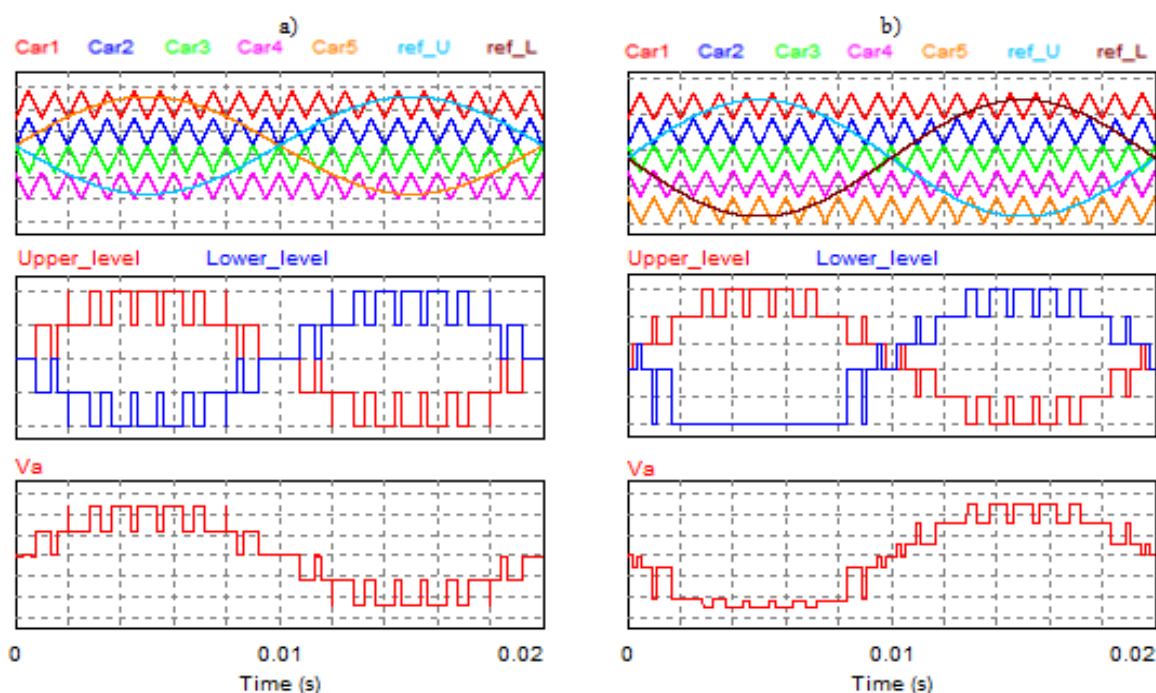 a)
Car1 Car2 Car3 Car4 Car5 ref_U ref_L
Upper_level Lower_level
Va
0 0.01 0.02
Time (s)
b)
Car1 Car2 Car3 Car4 Car5 ref_U ref_L
Upper_level Lower_level
Va
0 0.01 0.02
Time (s)